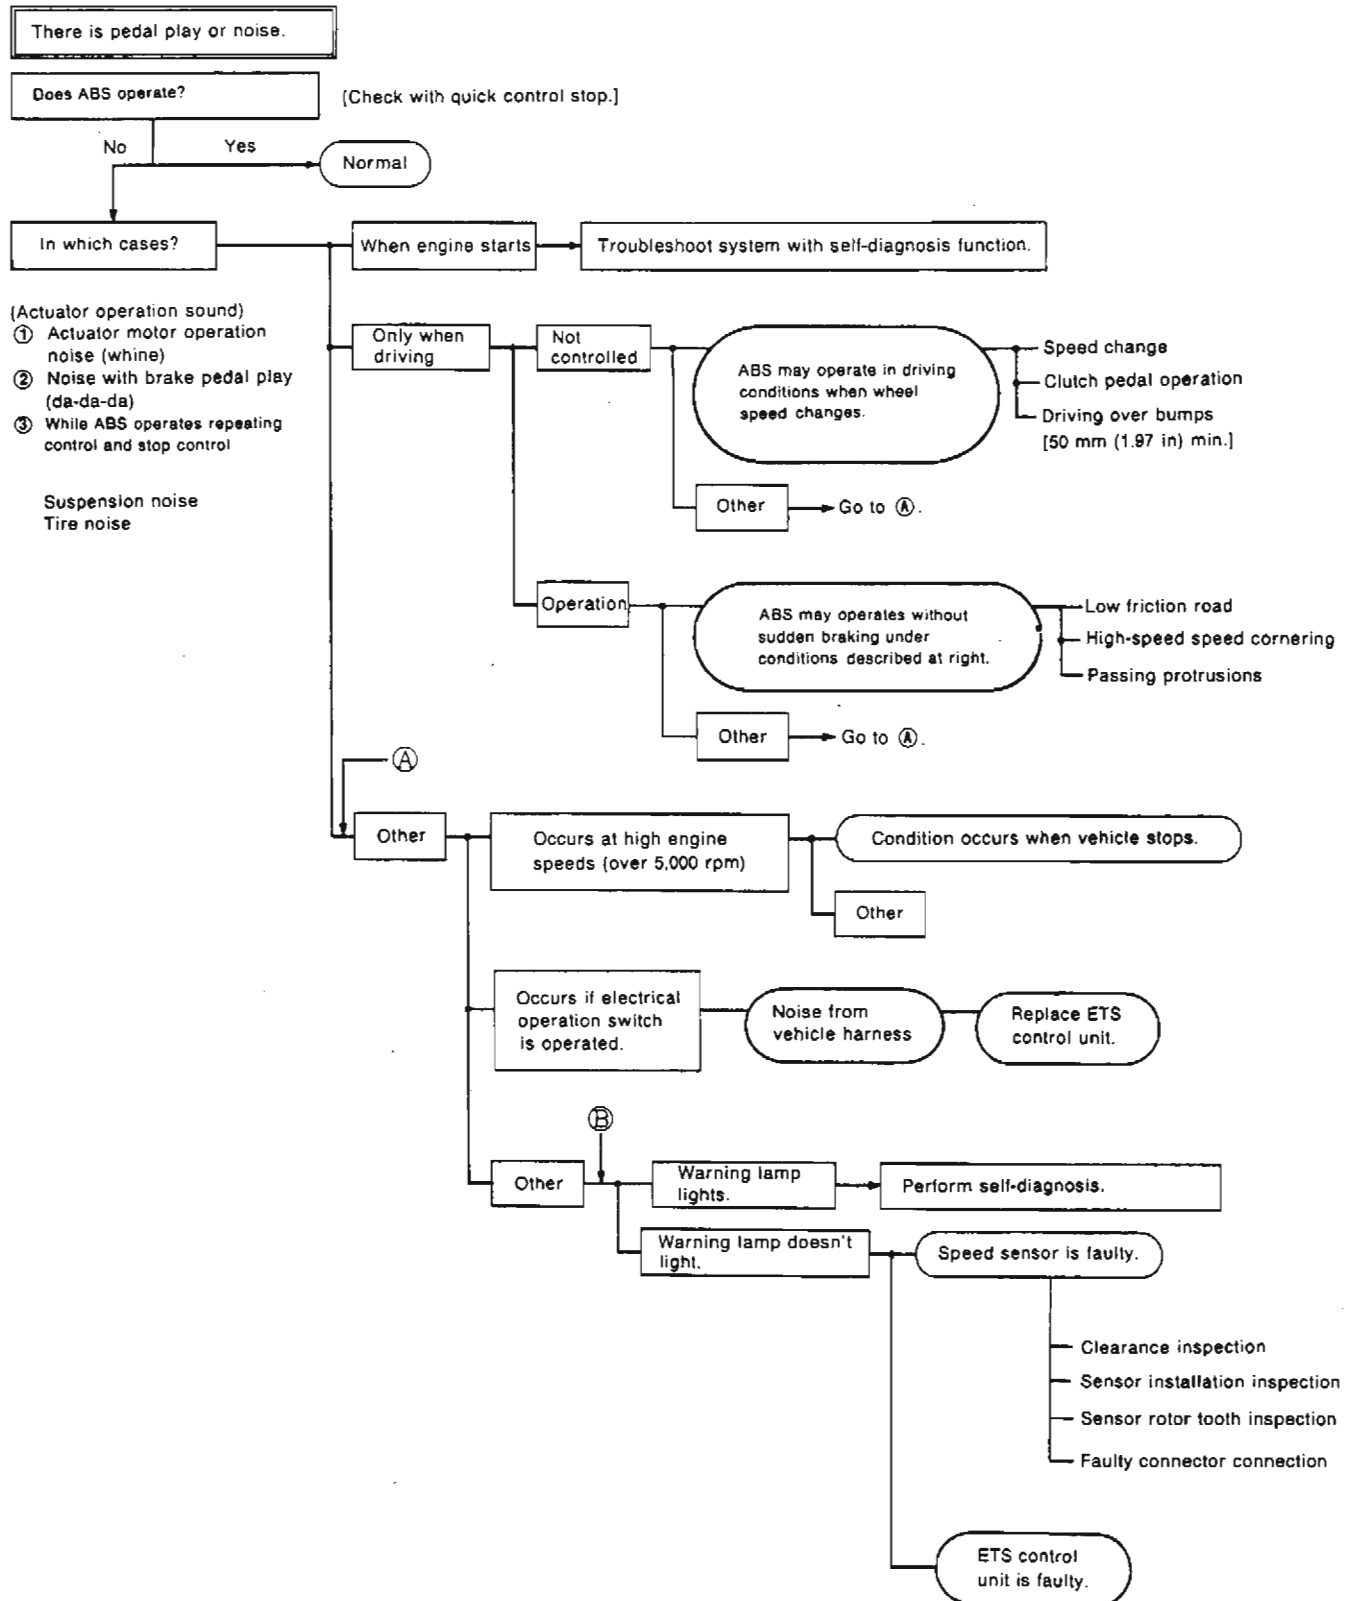 There is pedal play or noise.
Does ABS operate?
[Check with quick control stop.]
No
Yes
Normal
In which cases?
When engine starts
Troubleshoot system with self-diagnosis function.
(Actuator operation sound)
① Actuator motor operation
noise (whine)
② Noise with brake pedal play
(da-da-da)
③ While ABS operates repeating
control and stop control
Suspension noise
Tire noise
Only when
driving
Not
controlled
ABS may operate in driving
conditions when wheel
speed changes.
Speed change
Clutch pedal operation
Driving over bumps
[50 mm (1.97 in) min.]
Other
Go to Ⓐ.
Operation
ABS may operates without
sudden braking under
conditions described at right.
Low friction road
High-speed speed cornering
Passing protrusions
Other
Go to Ⓐ.
Ⓐ
Other
Occurs at high engine
speeds (over 5,000 rpm)
Condition occurs when vehicle stops.
Other
Occurs if electrical
operation switch
is operated.
Noise from
vehicle harness
Replace ETS
control unit.
Ⓑ
Other
Warning lamp
lights.
Perform self-diagnosis.
Warning lamp doesn't
light.
Speed sensor is faulty.
Clearance inspection
Sensor installation inspection
Sensor rotor tooth inspection
Faulty connector connection
ETS control
unit is faulty.